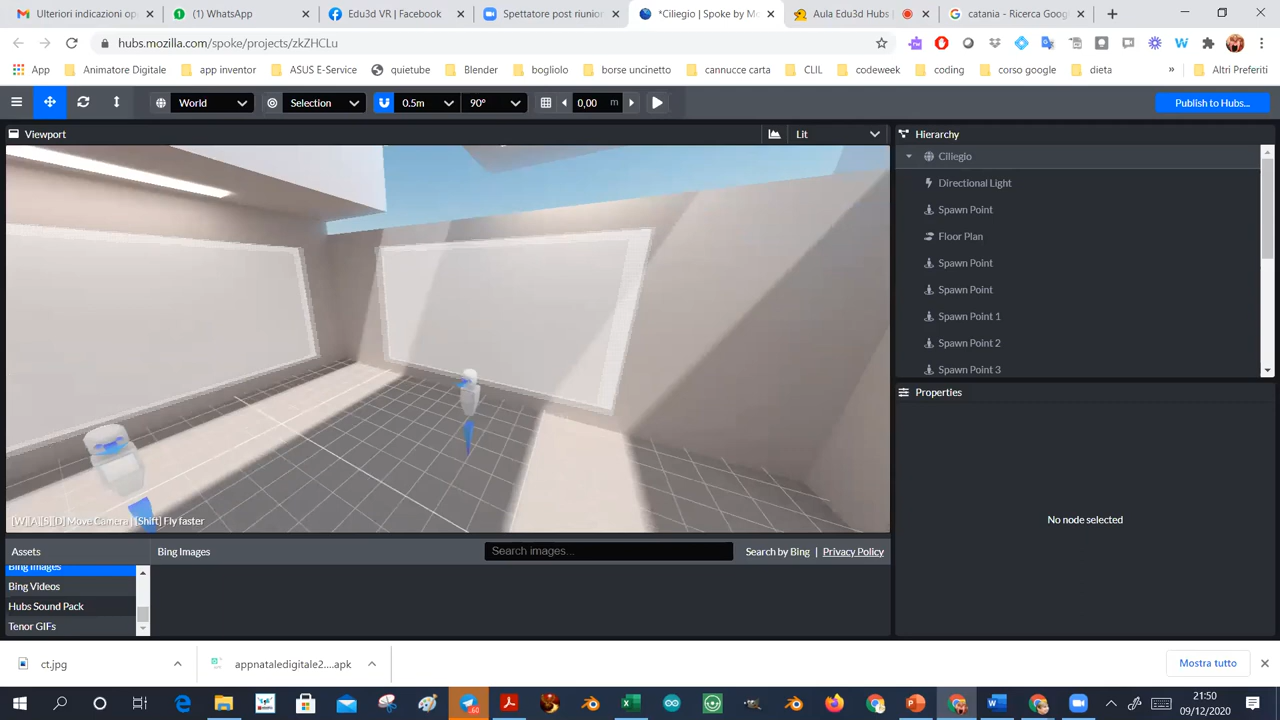 Ulteriori indicazioni op
(1) WhatsApp
Edu3d VR | Facebook
Spettatore post riunio
*Ciliegio | Spoke by Mo
Aula Edu3d Hubs |
catania - Ricerca Goog
hubs.mozilla.com/spoke/projects/zkZHCLu
App
Animatore Digitale
app inventor
ASUS E-Service
quietube
Blender
bogliolo
borse uncinetto
cannucce carta
CLIL
codeweek
coding
corso google
dieta
»
Altri Preferiti
World
Selection
0.5m
90°
0,00 m
Publish to Hubs...
Viewport
Lit
Hierarchy
Ciliegio
Directional Light
Spawn Point
Floor Plan
Spawn Point
Spawn Point
Spawn Point 1
Spawn Point 2
Spawn Point 3
Properties
No node selected
[W][A][S][D] Move Camera | [Shift] Fly faster
Assets
Bing Images
Search images...
Search by Bing | Privacy Policy
Bing Images
Bing Videos
Hubs Sound Pack
Tenor GIFs
ct.jpg
appnataledigitale2....apk
Mostra tutto
21:50
09/12/2020